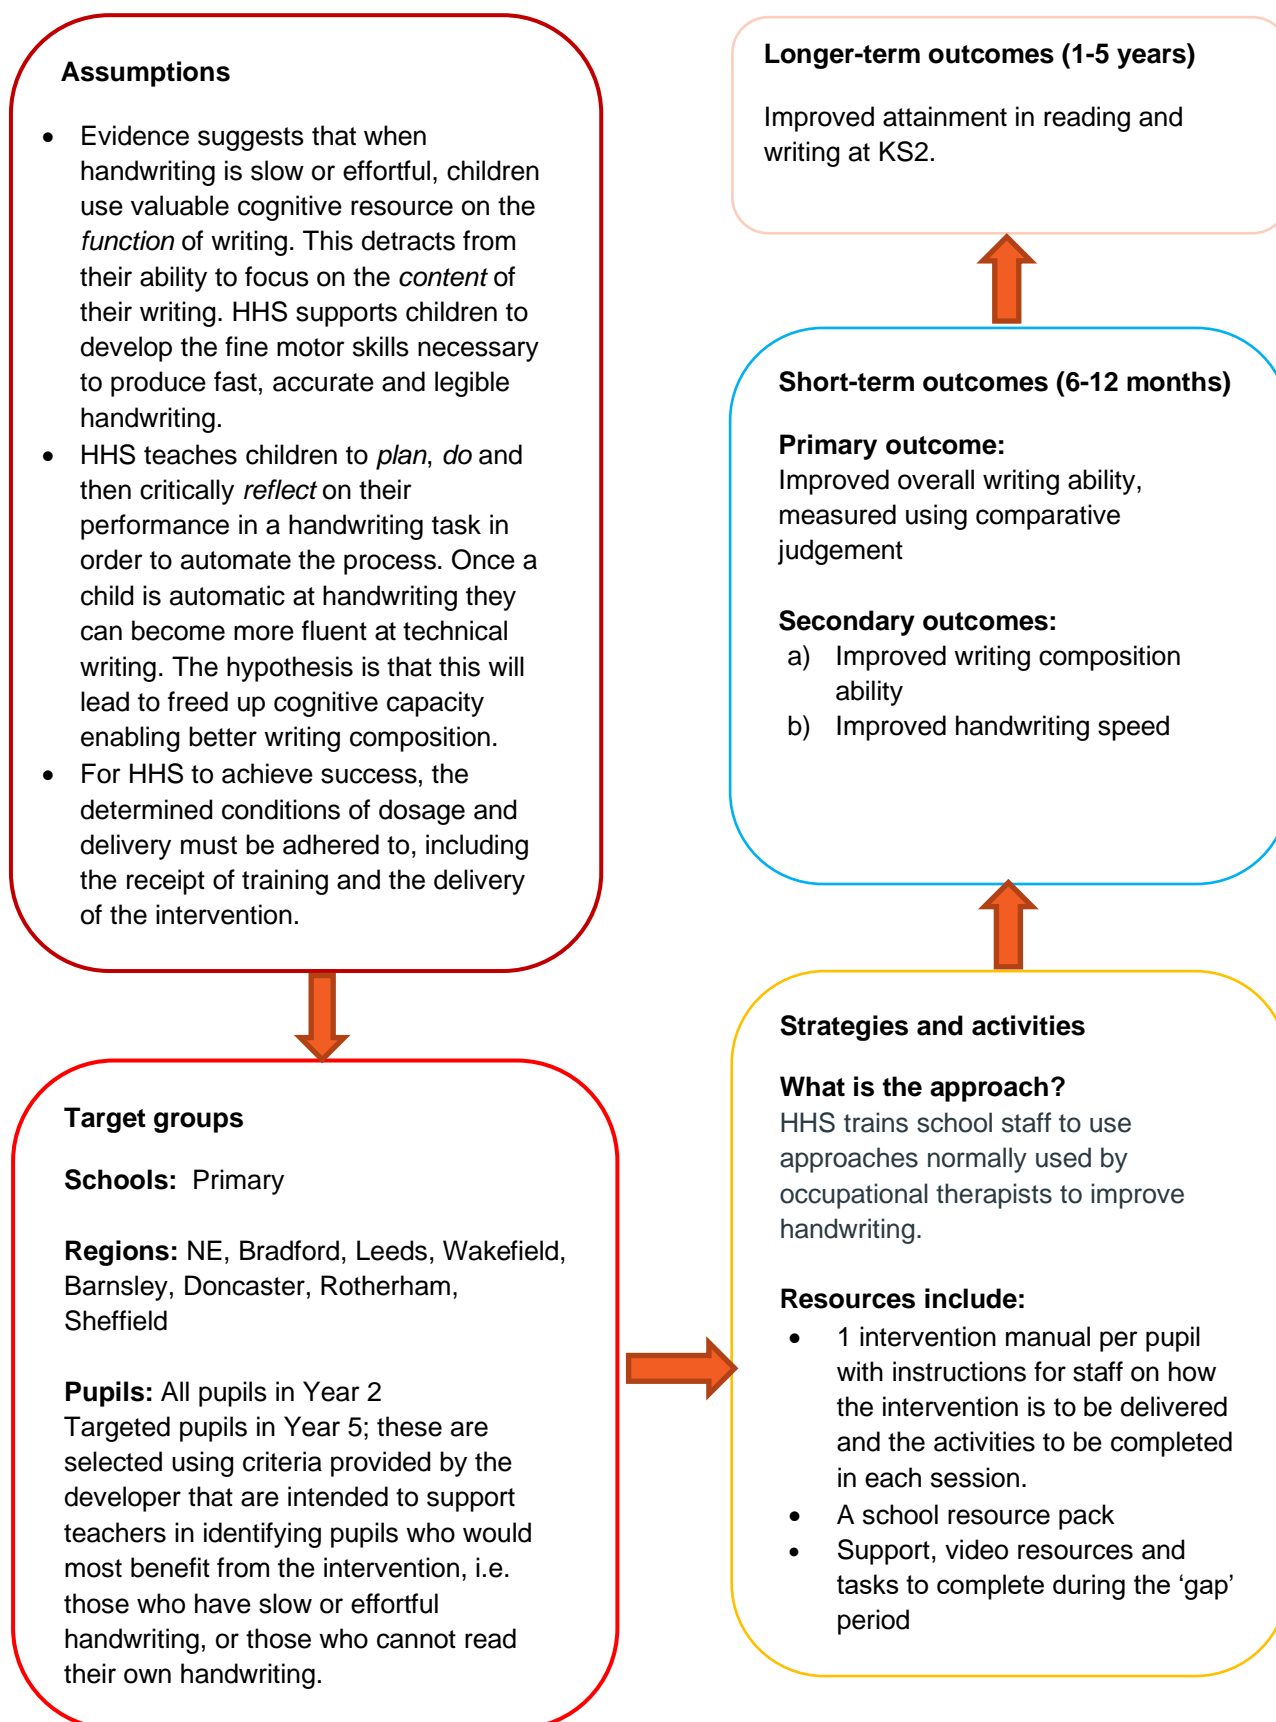 Assumptions
• Evidence suggests that when
handwriting is slow or effortful, children
use valuable cognitive resource on the
function of writing. This detracts from
their ability to focus on the content of
their writing. HHS supports children to
develop the fine motor skills necessary
to produce fast, accurate and legible
handwriting.
• HHS teaches children to plan, do and
then critically reflect on their
performance in a handwriting task in
order to automate the process. Once a
child is automatic at handwriting they
can become more fluent at technical
writing. The hypothesis is that this will
lead to freed up cognitive capacity
enabling better writing composition.
• For HHS to achieve success, the
determined conditions of dosage and
delivery must be adhered to, including
the receipt of training and the delivery
of the intervention.
Target groups
Schools: Primary
Regions: NE, Bradford, Leeds, Wakefield,
Barnsley, Doncaster, Rotherham,
Sheffield
Pupils: All pupils in Year 2
Targeted pupils in Year 5; these are
selected using criteria provided by the
developer that are intended to support
teachers in identifying pupils who would
most benefit from the intervention, i.e.
those who have slow or effortful
handwriting, or those who cannot read
their own handwriting.
Strategies and activities
What is the approach?
HHS trains school staff to use
approaches normally used by
occupational therapists to improve
handwriting.
Resources include:
• 1 intervention manual per pupil
with instructions for staff on how
the intervention is to be delivered
and the activities to be completed
in each session.
• A school resource pack
• Support, video resources and
tasks to complete during the ‘gap’
period
Short-term outcomes (6-12 months)
Primary outcome:
Improved overall writing ability,
measured using comparative
judgement
Secondary outcomes:
a) Improved writing composition
ability
b) Improved handwriting speed
Longer-term outcomes (1-5 years)
Improved attainment in reading and
writing at KS2.